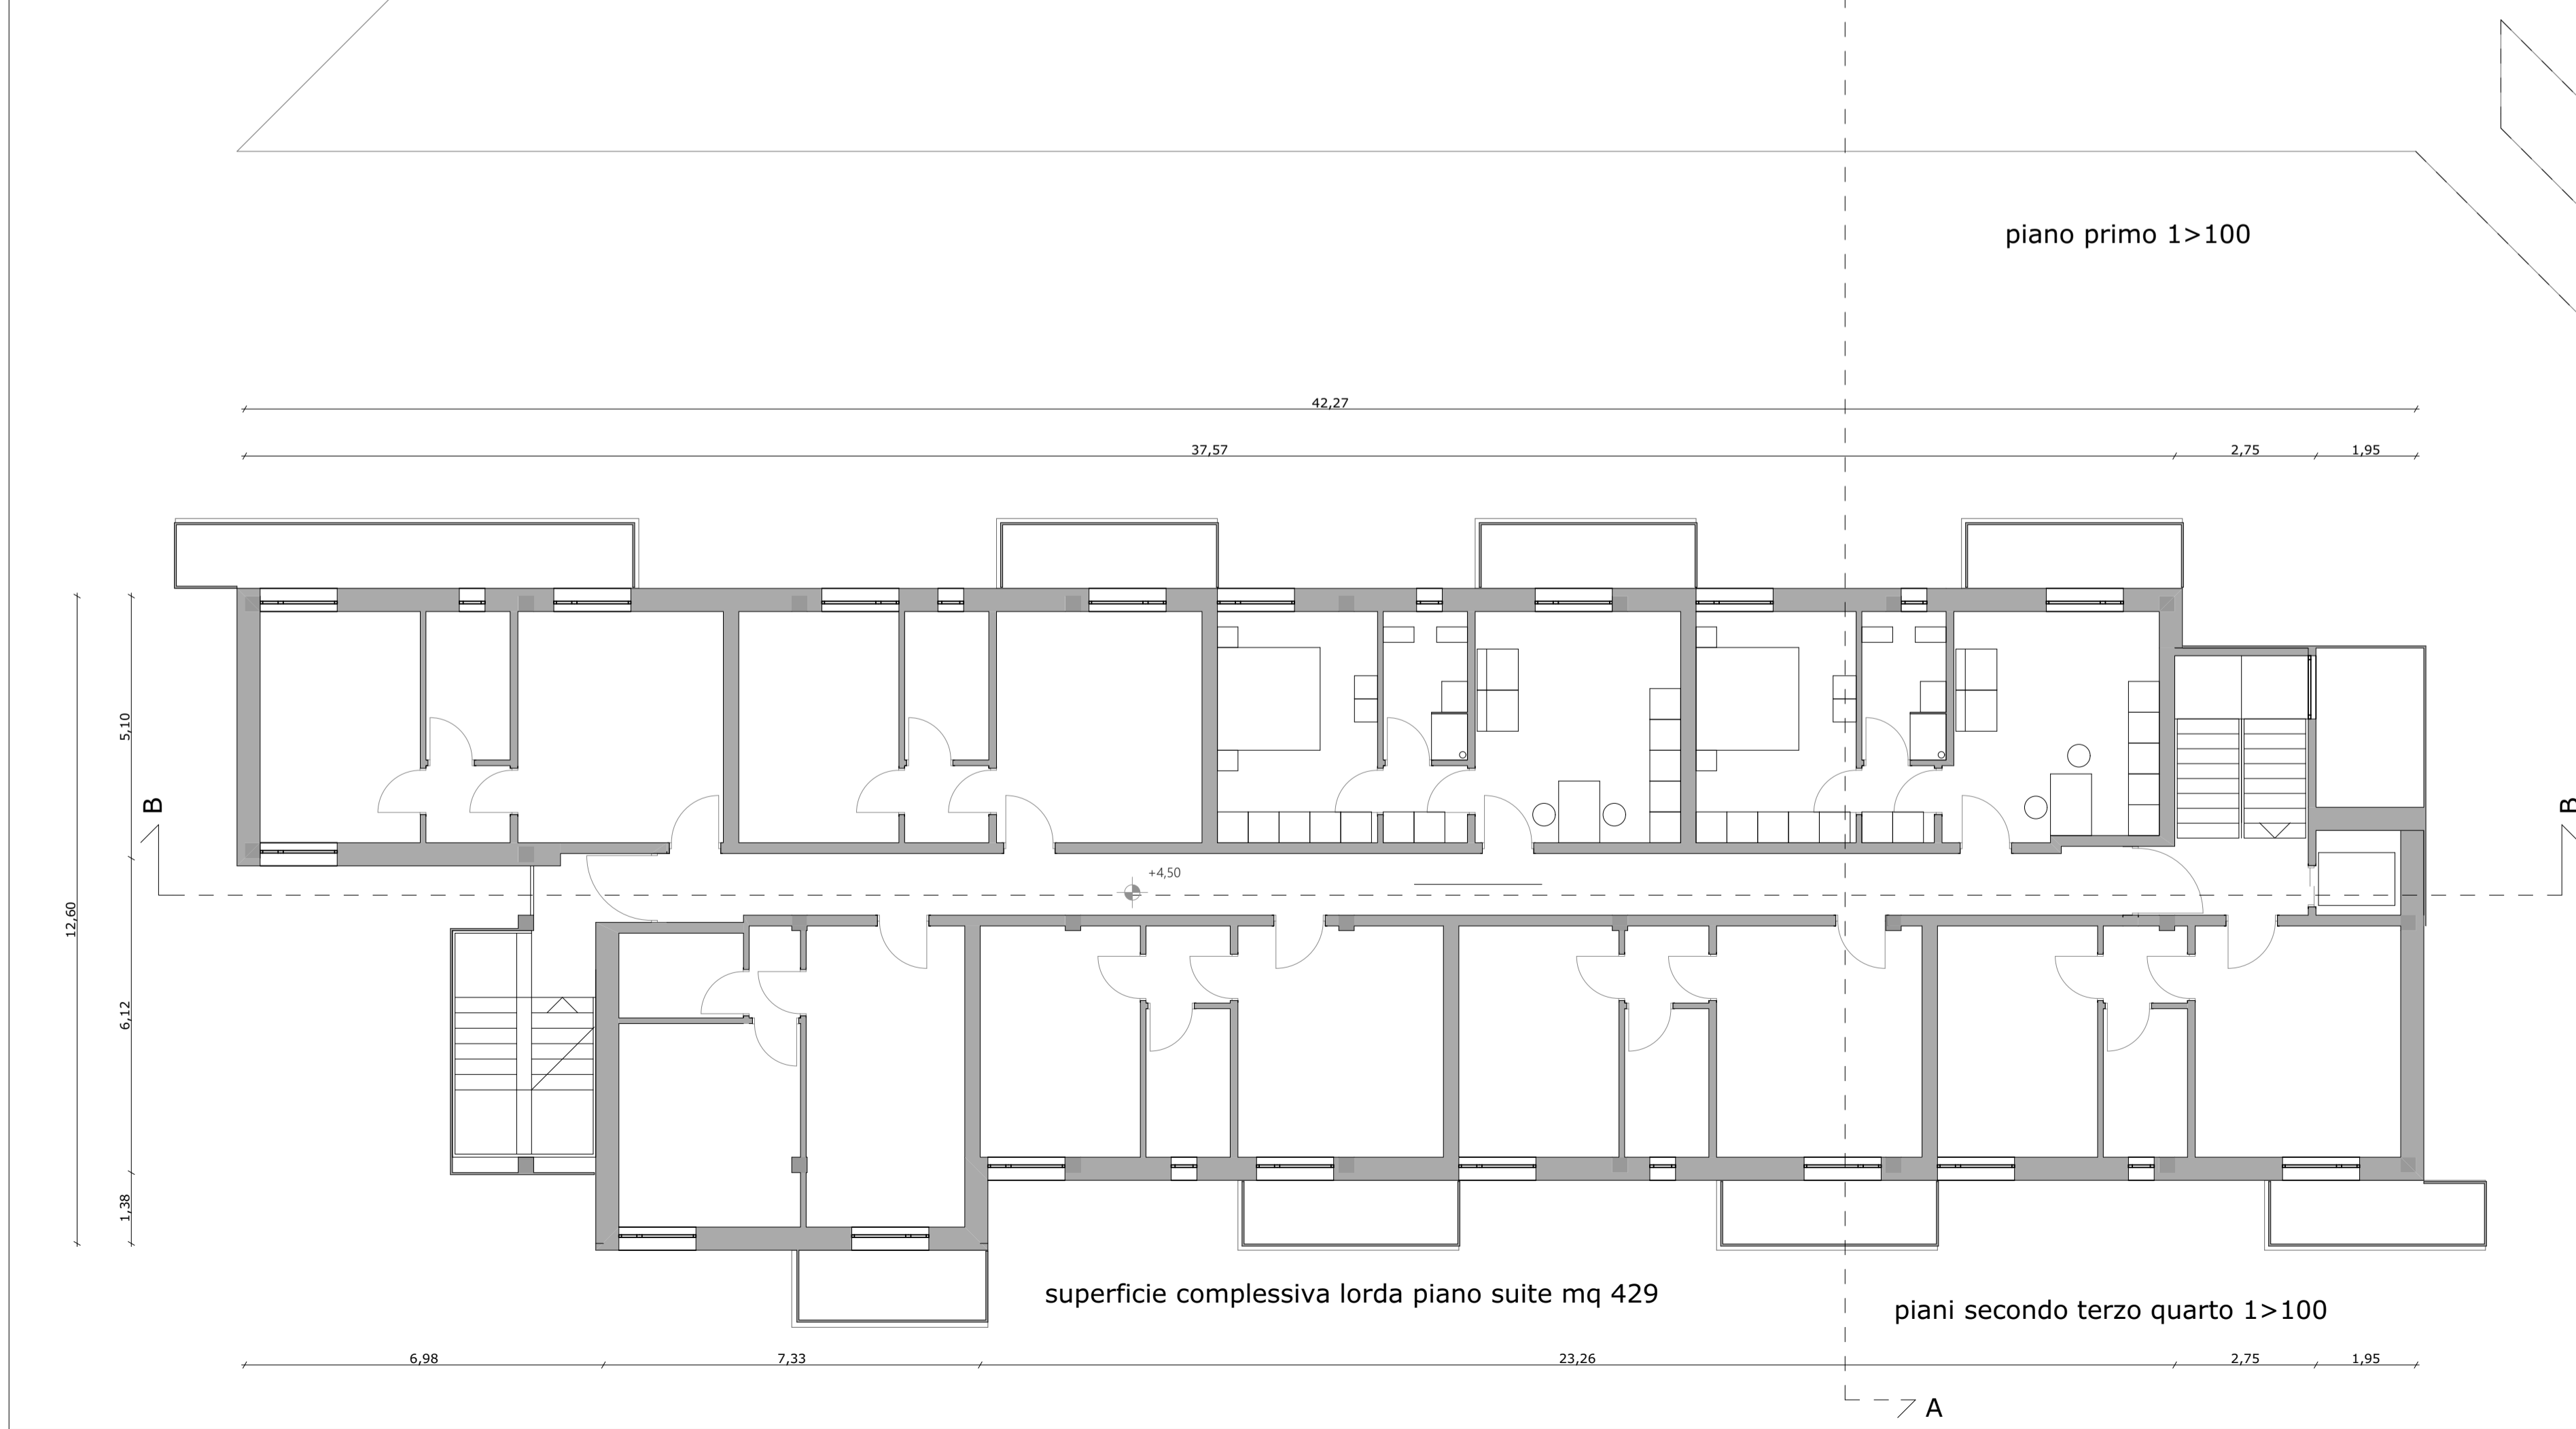 piano primo 1>100
42,27
37,57
2,75
1,95
5,10
B
B
12,60
+4,50
6,12
1,38
superficie complessiva lorda piano suite mq 429
piani secondo terzo quarto 1>100
6,98
7,33
23,26
2,75
1,95
A